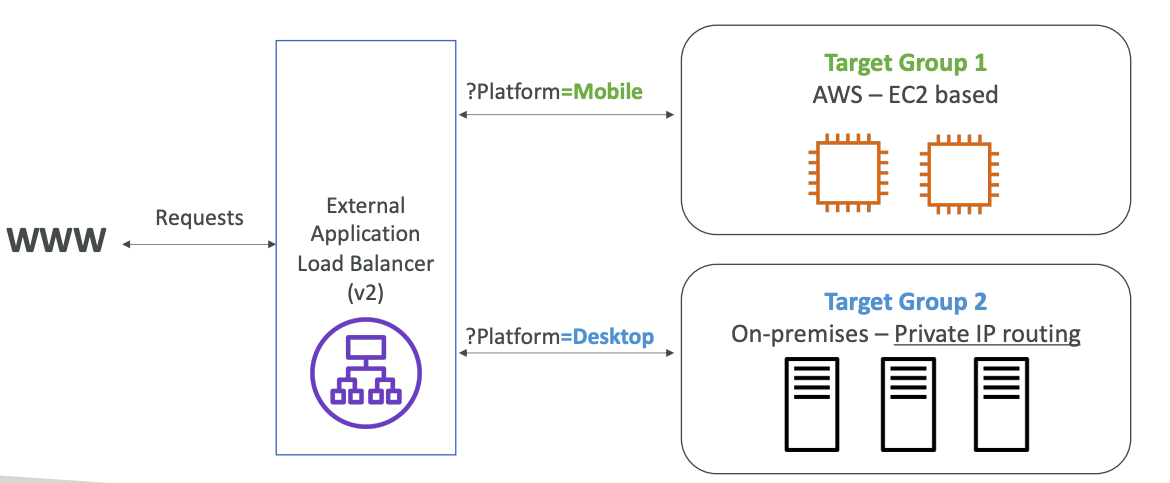 WWW
Requests
External
Application
Load Balancer
(v2)
?Platform=Mobile
Target Group 1
AWS – EC2 based
?Platform=Desktop
Target Group 2
On-premises – Private IP routing